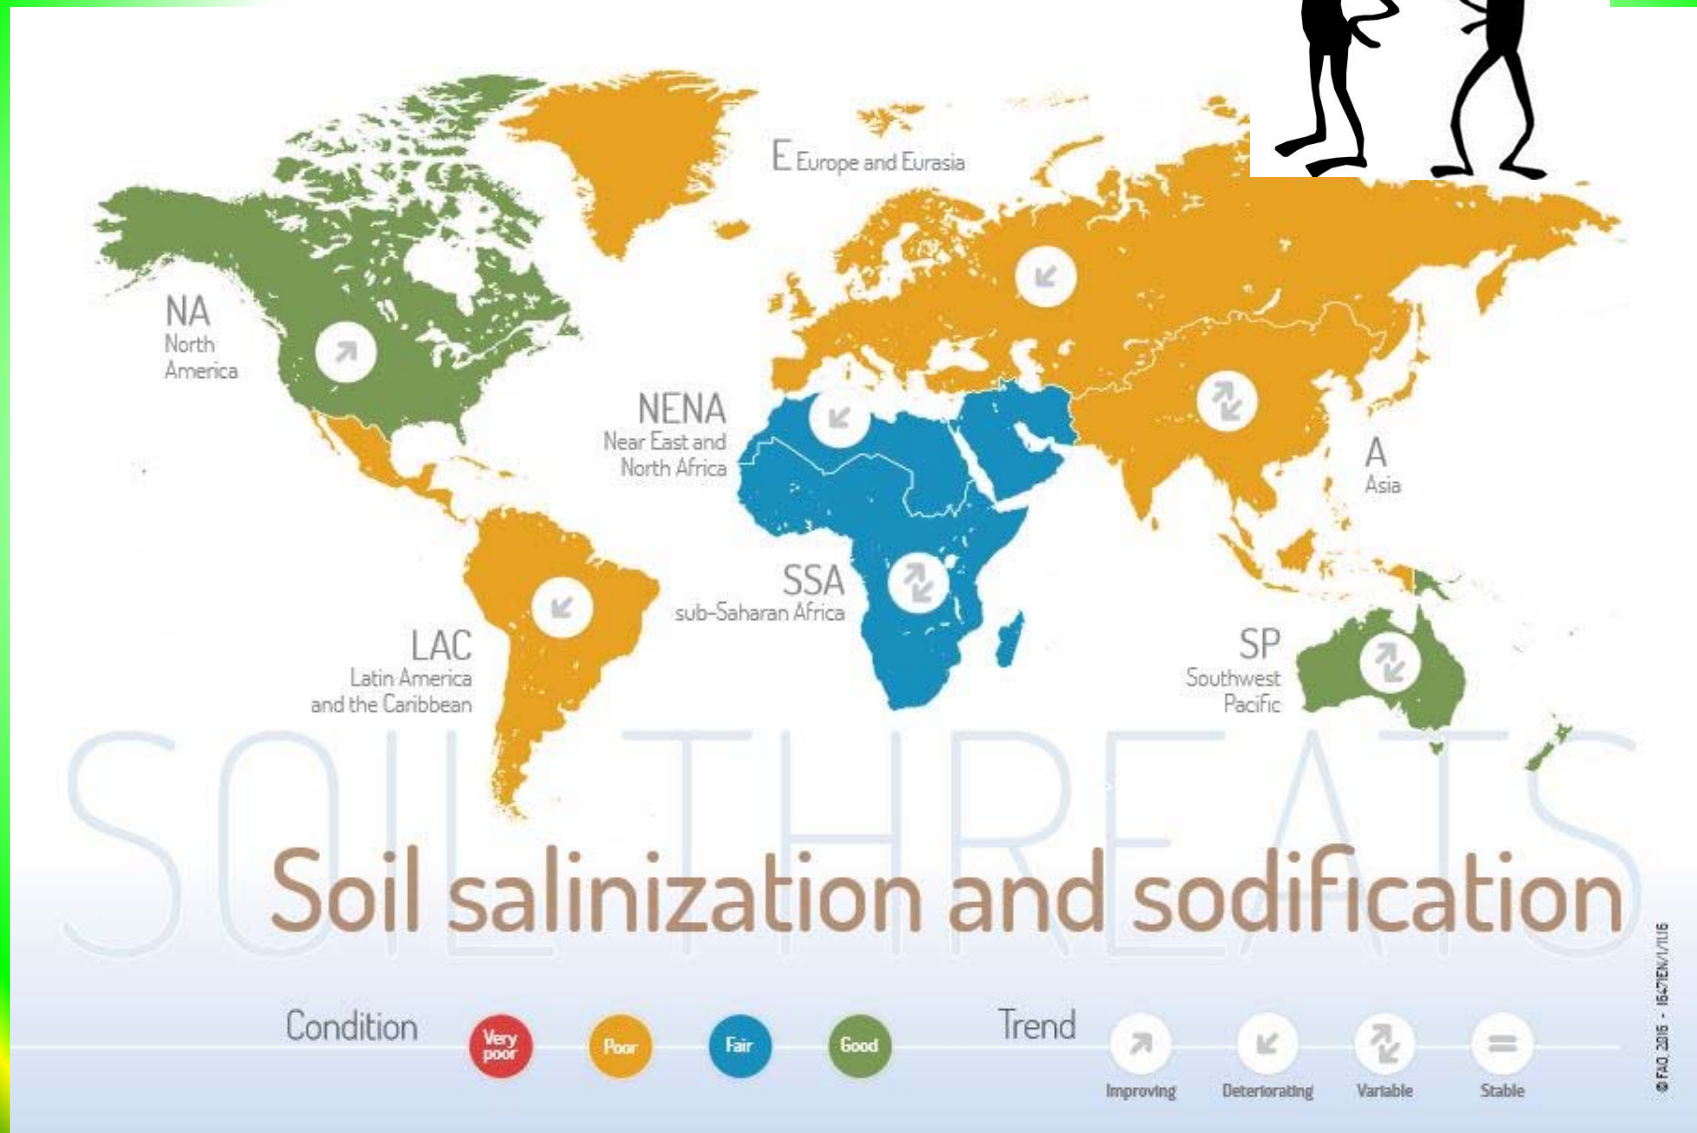 E Europe and Eurasia
NA
North
America
NENA
Near East and
North Africa
A
Asia
SSA
sub-Saharan Africa
LAC
Latin America
and the Caribbean
SP
Southwest
Pacific
SOIL THREATS
Soil salinization and sodification
Condition
Very
poor
Poor
Fair
Good
Trend
Improving
Deteriorating
Variable
Stable
© FAO, 2015 - I5471EN/1/11.15